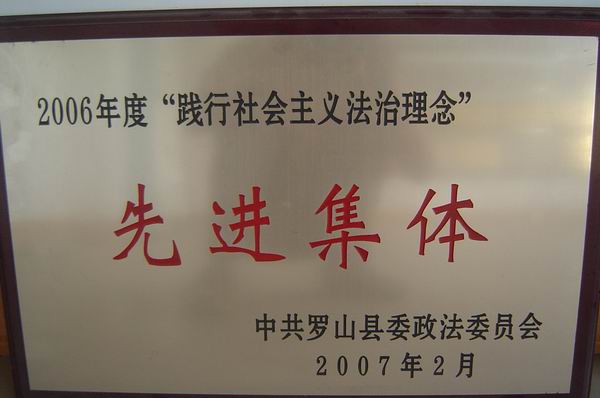 2006年度“践行社会主义法治理念”
先进集体
中共罗山县委政法委员会
2007年2月